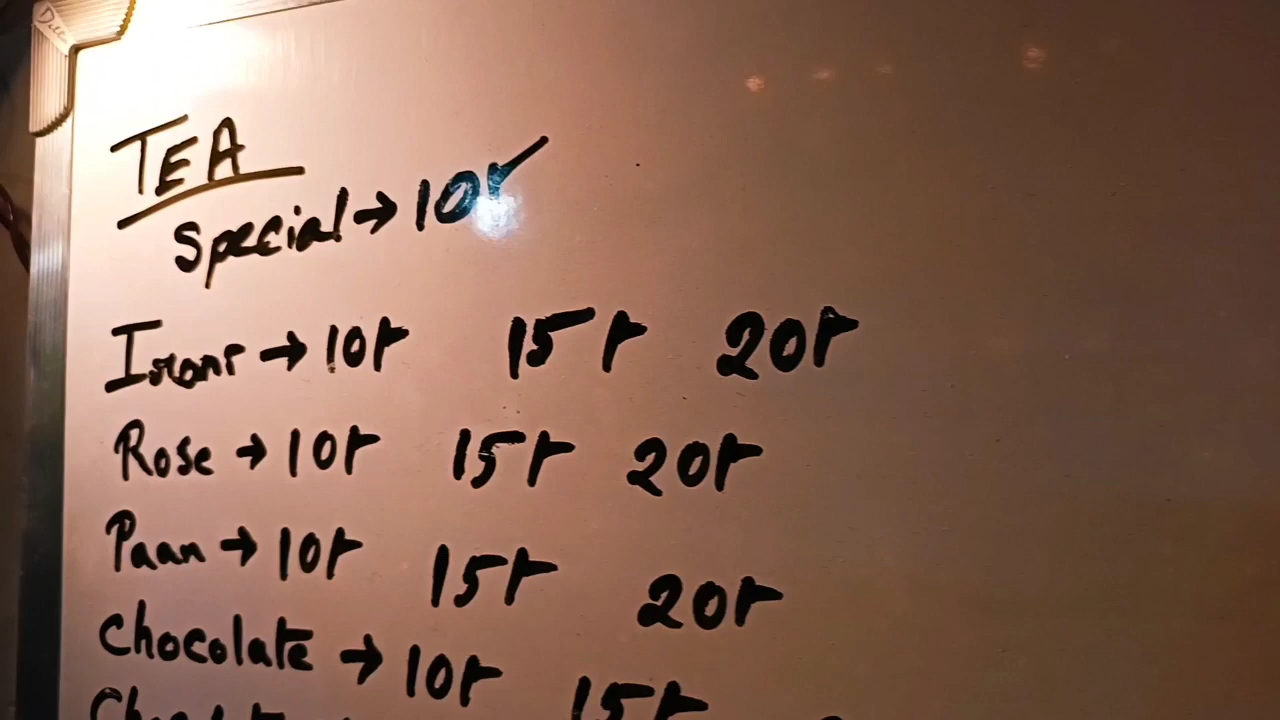 TEA
Special → 10r
Irani → 10r 15r 20r
Rose → 10r 15r 20r
Paan → 10r 15r 20r
Chocolate → 10r 15r